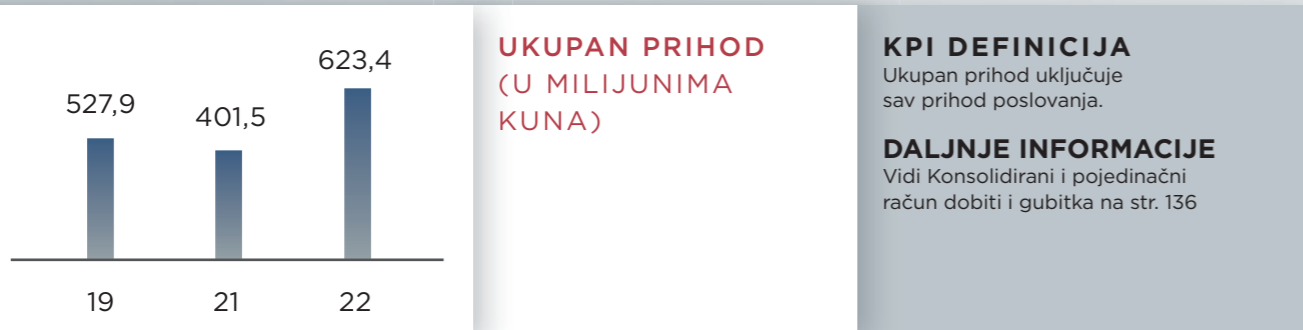 623,4
527,9
401,5
19 21 22
UKUPAN PRIHOD
(U MILIJUNIMA
KUNA)
KPI DEFINICIJA
Ukupan prihod uključuje
sav prihod poslovanja.
DALJNJE INFORMACIJE
Vidi Konsolidirani i pojedinačni
račun dobiti i gubitka na str. 136